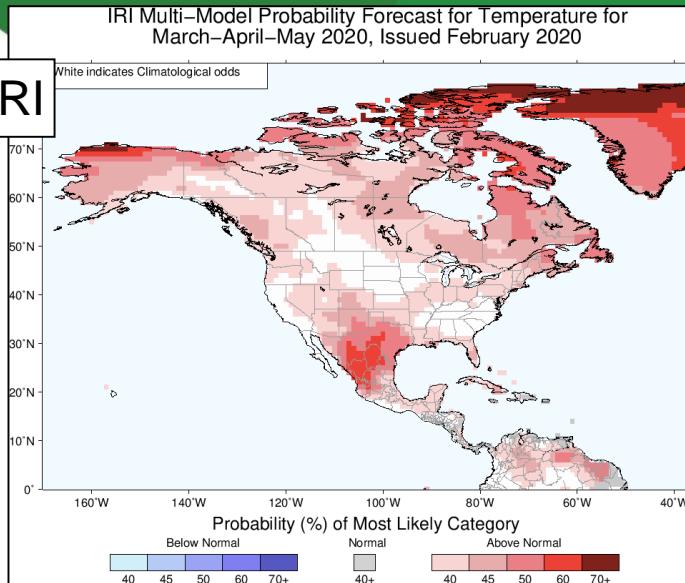 IRI Multi−Model Probability Forecast for Temperature for
March−April−May 2020, Issued February 2020
White indicates Climatological odds
RI
70°N
60°N
50°N
40°N
30°N
20°N
10°N
0°
160°W 140°W 120°W 100°W 80°W 60°W 40°W
Probability (%) of Most Likely Category
Below Normal Normal Above Normal
40 45 50 60 70+ 40+ 40 45 50 60 70+